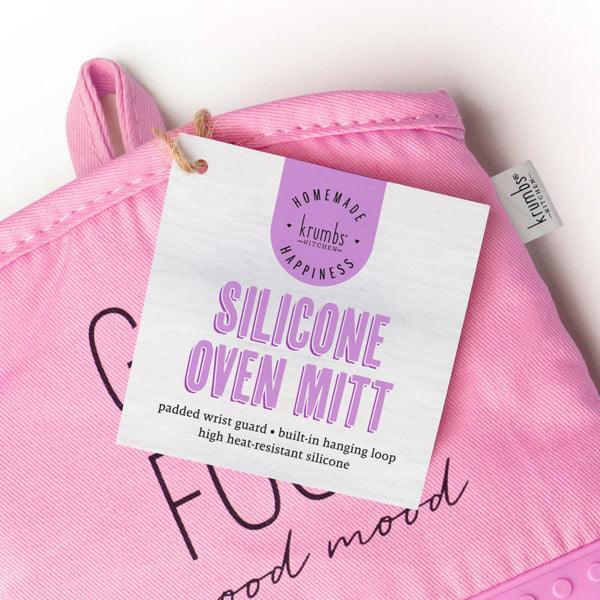 HOMEMADE
krumbs®
KITCHEN
HAPPINESS
SILICONE
OVEN MITT
padded wrist guard • built-in hanging loop
high heat-resistant silicone
krumbs®
KITCHEN
mood